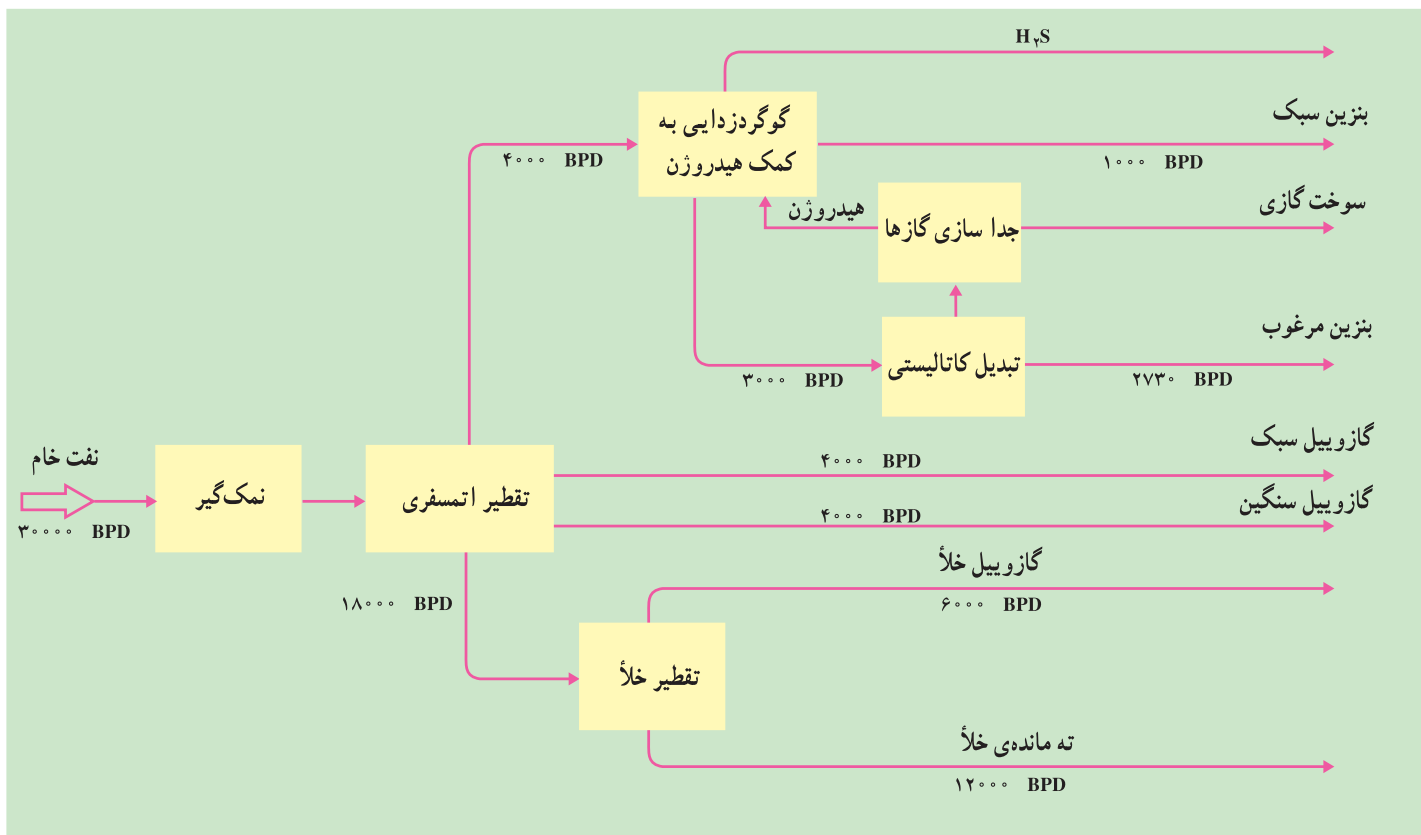 H۲S
گوگردزدایی به
کمک هیدروژن
بنزین سبک
۴۰۰۰ BPD
۱۰۰۰ BPD
سوخت گازی
هیدروژن
جدا سازی گازها
بنزین مرغوب
تبدیل کاتالیستی
۳۰۰۰ BPD
۲۷۳۰ BPD
گازوییل سبک
۴۰۰۰ BPD
نفت خام
نمک‌گیر
تقطیر اتمسفری
گازوییل سنگین
۴۰۰۰ BPD
۳۰۰۰۰ BPD
گازوییل خلأ
۱۸۰۰۰ BPD
۶۰۰۰ BPD
تقطیر خلأ
ته مانده‌ی خلأ
۱۲۰۰۰ BPD